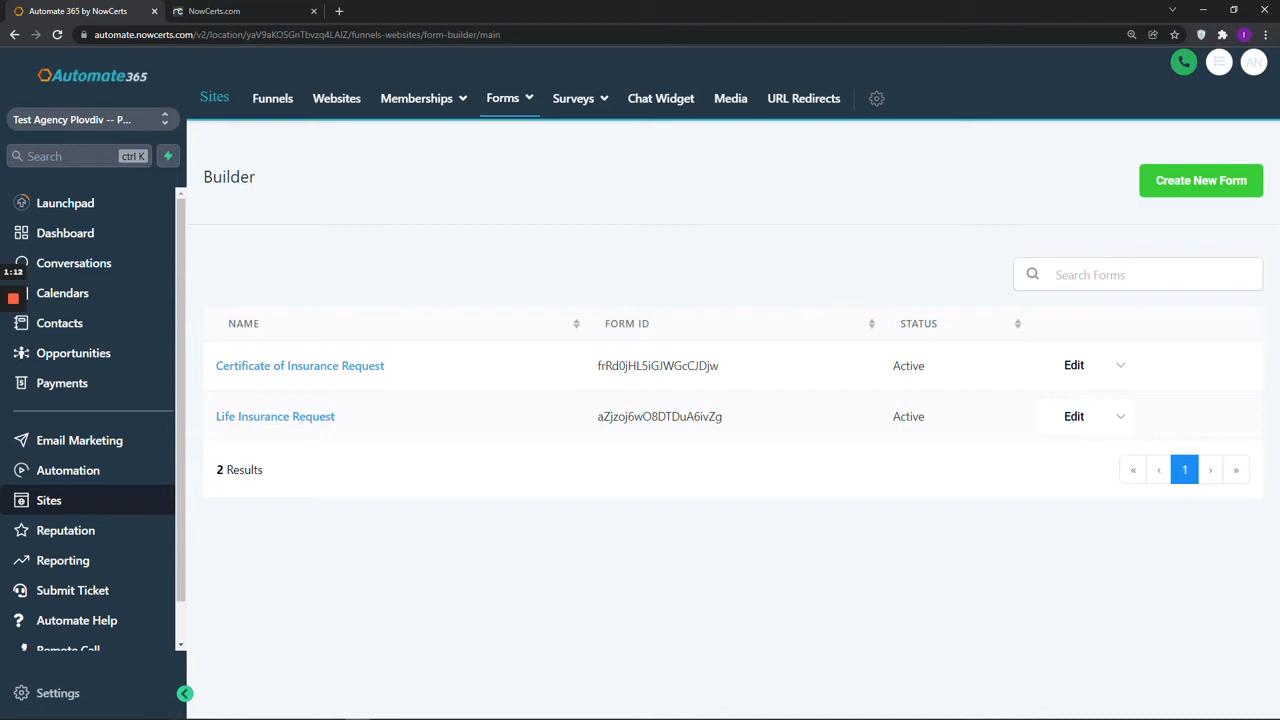 Automate 365 by NowCerts
NowCerts.com
automate.nowcerts.com/v2/location/yaV9aKOSGnTbvzq4LAIZ/funnels-websites/form-builder/main
Automate365
Sites
Funnels
Websites
Memberships
Forms
Surveys
Chat Widget
Media
URL Redirects
AN
Test Agency Plovdiv -- P...
Search
ctrl K
Launchpad
Dashboard
Conversations
1:12
Calendars
Contacts
Opportunities
Payments
Email Marketing
Automation
Sites
Reputation
Reporting
Submit Ticket
Automate Help
Remote Call
Settings
Builder
Create New Form
Search Forms
NAME
FORM ID
STATUS
Certificate of Insurance Request
frRd0jHL5iGJWGcCJDjw
Active
Edit
Life Insurance Request
aZjzoj6wO8DTDuA6ivZg
Active
Edit
2 Results
« ‹ 1 › »